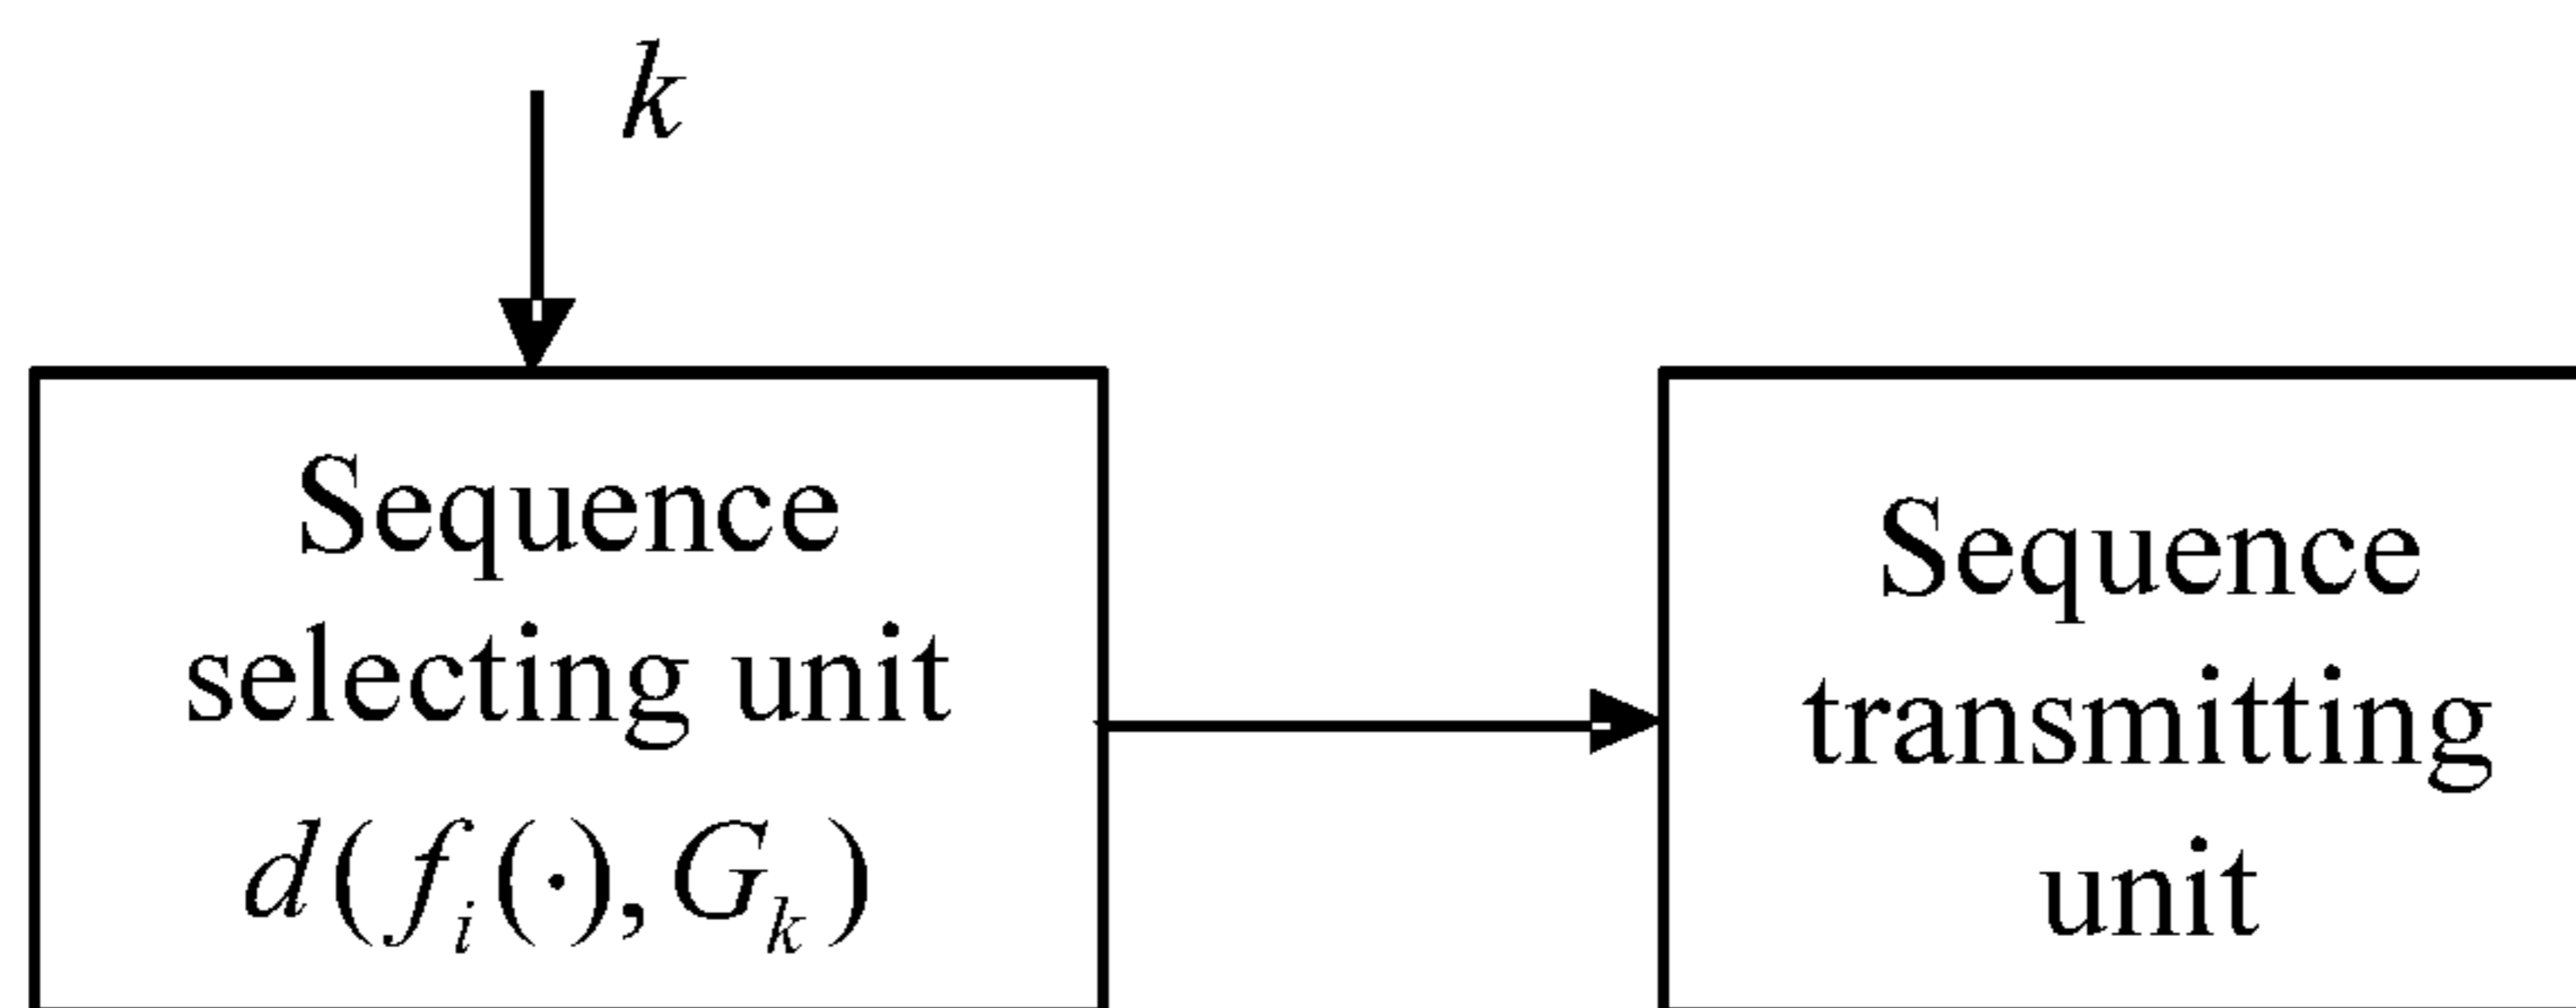 k
Sequence
selecting unit
d(f_i(·), G_k)
Sequence
transmitting
unit